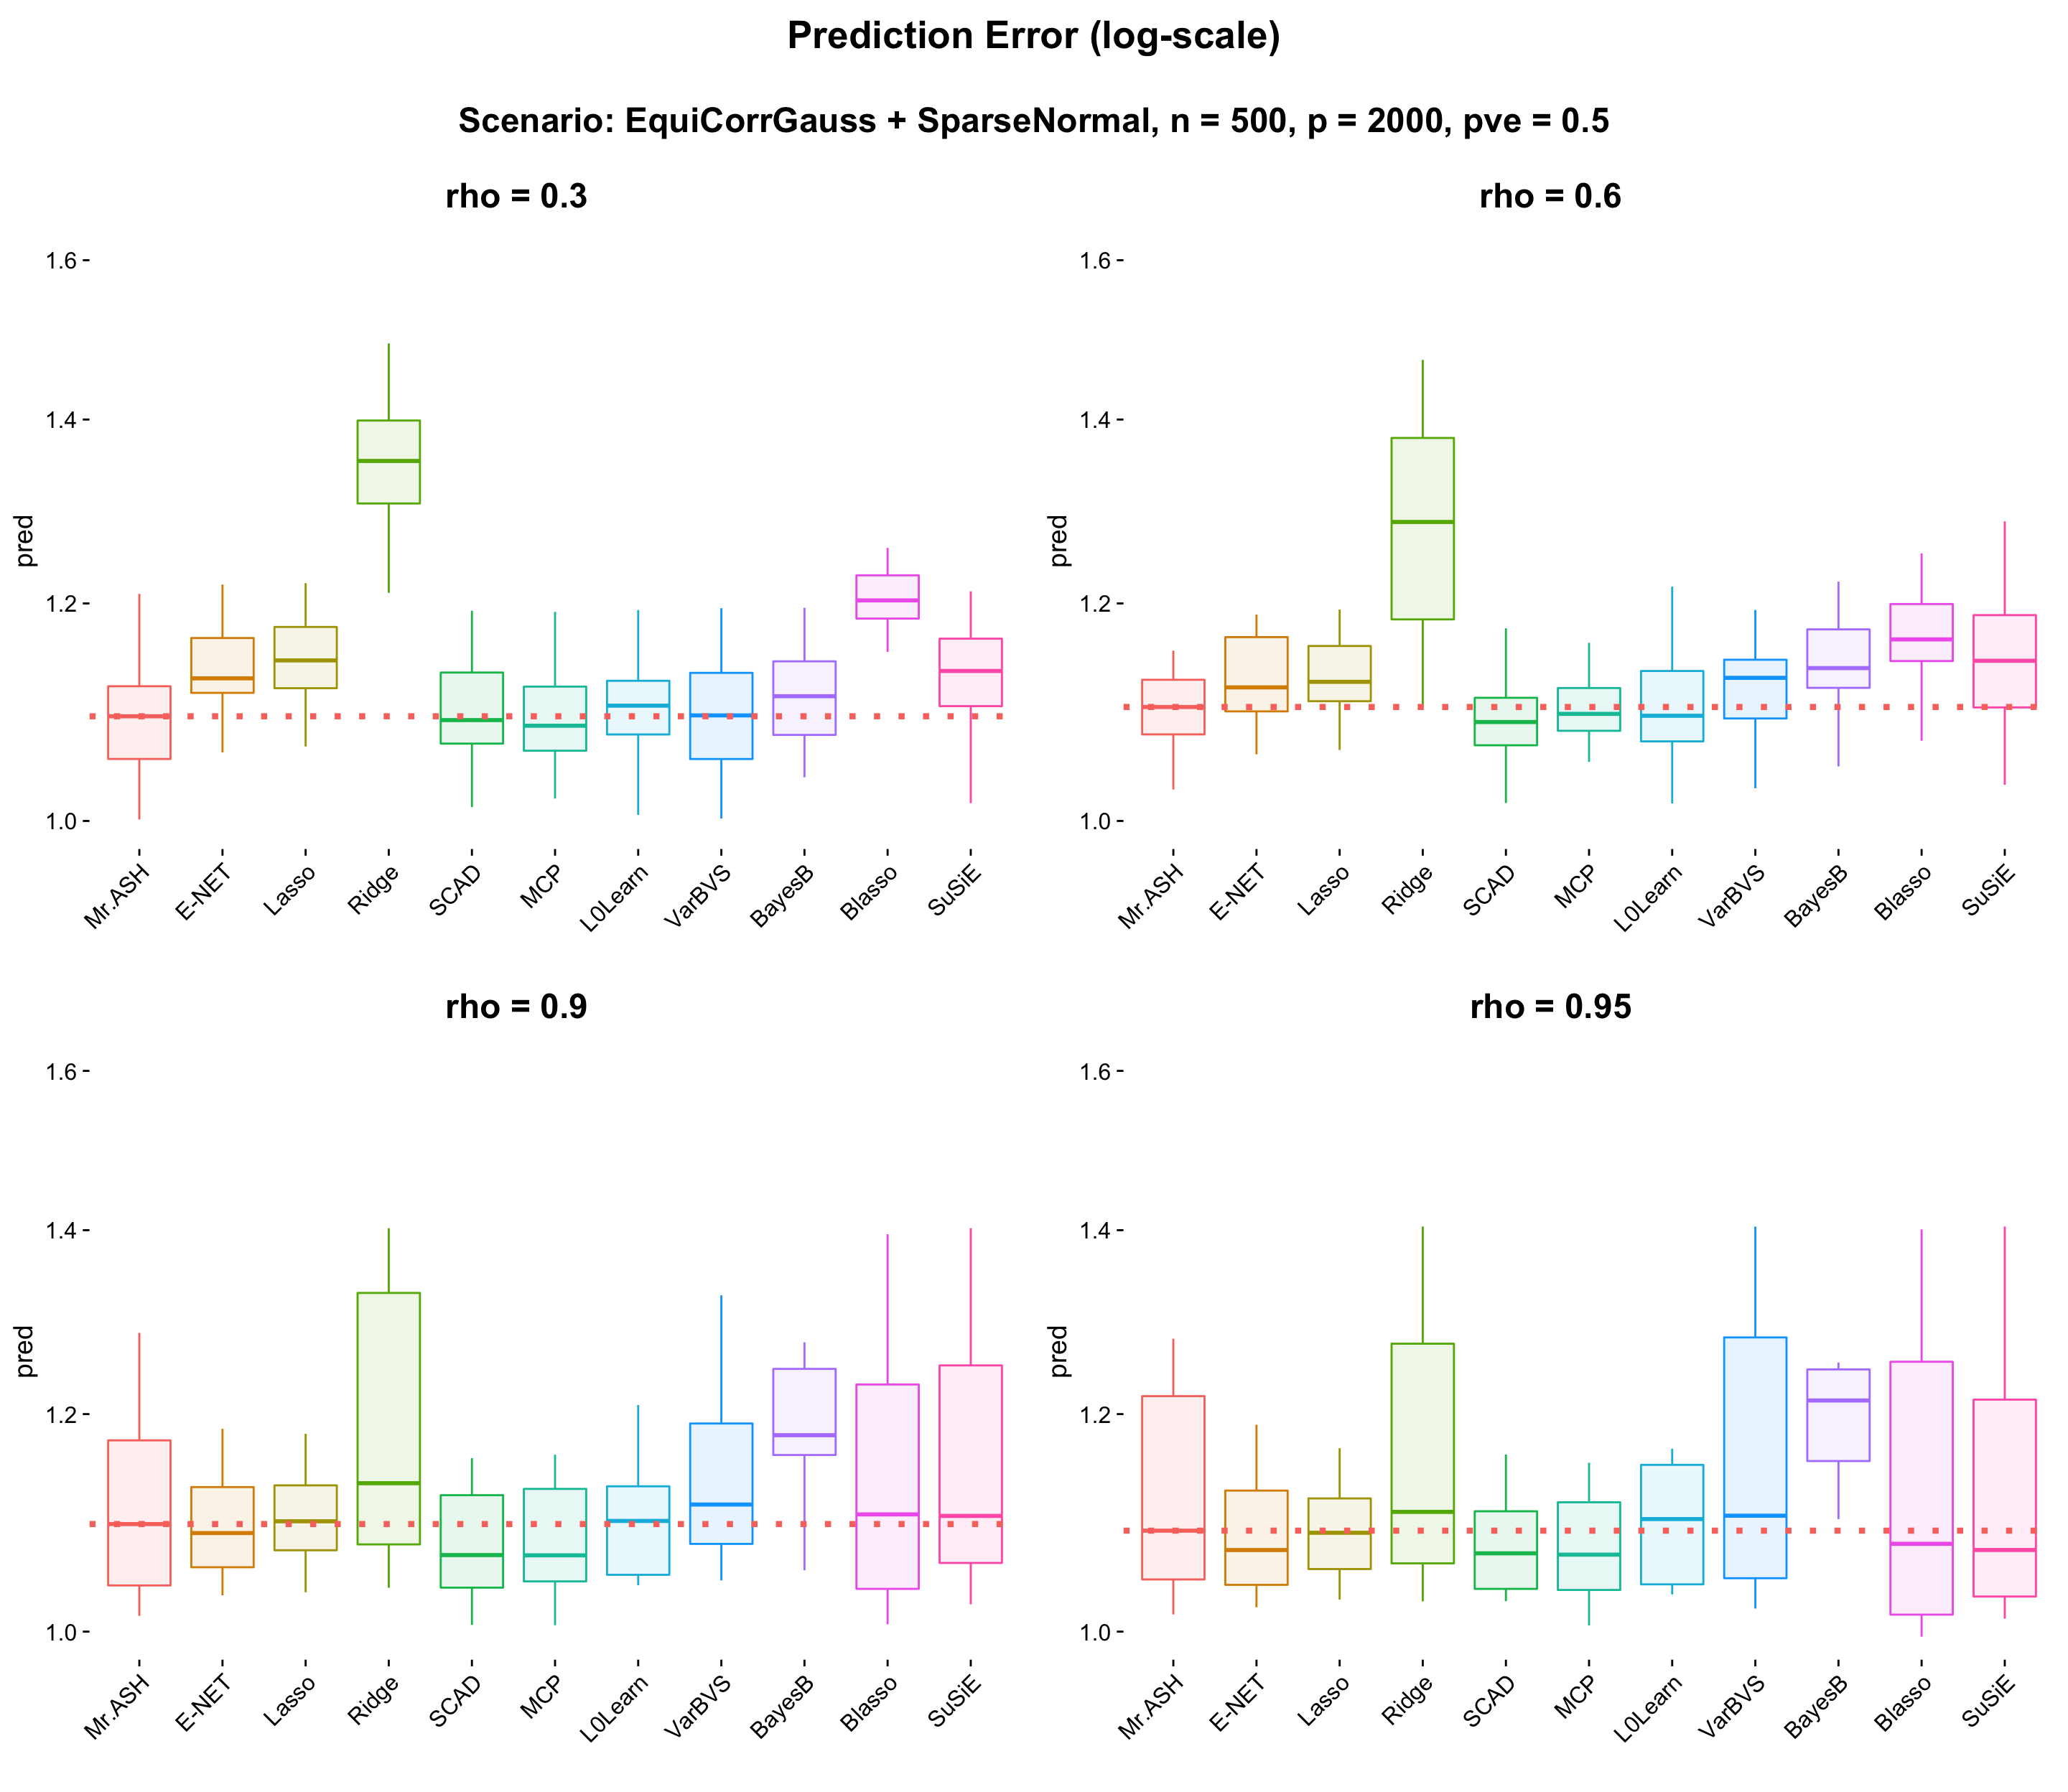 Prediction Error (log-scale)
Scenario: EquiCorrGauss + SparseNormal, n = 500, p = 2000, pve = 0.5
rho = 0.3
1.6
1.4
1.2
1.0
pred
Mr.ASH
E-NET
Lasso
Ridge
SCAD
MCP
L0Learn
VarBVS
BayesB
Blasso
SuSiE
rho = 0.6
1.6
1.4
1.2
1.0
pred
Mr.ASH
E-NET
Lasso
Ridge
SCAD
MCP
L0Learn
VarBVS
BayesB
Blasso
SuSiE
rho = 0.9
1.6
1.4
1.2
1.0
pred
Mr.ASH
E-NET
Lasso
Ridge
SCAD
MCP
L0Learn
VarBVS
BayesB
Blasso
SuSiE
rho = 0.95
1.6
1.4
1.2
1.0
pred
Mr.ASH
E-NET
Lasso
Ridge
SCAD
MCP
L0Learn
VarBVS
BayesB
Blasso
SuSiE